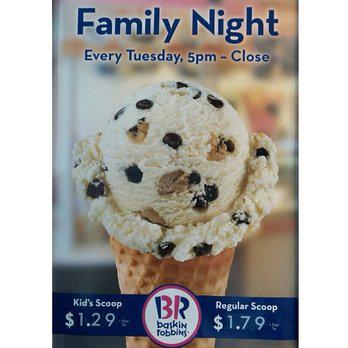 Family Night
Every Tuesday, 5pm – Close
Kid's Scoop
$1.29
BR
baskin
robbins
Regular Scoop
$1.79